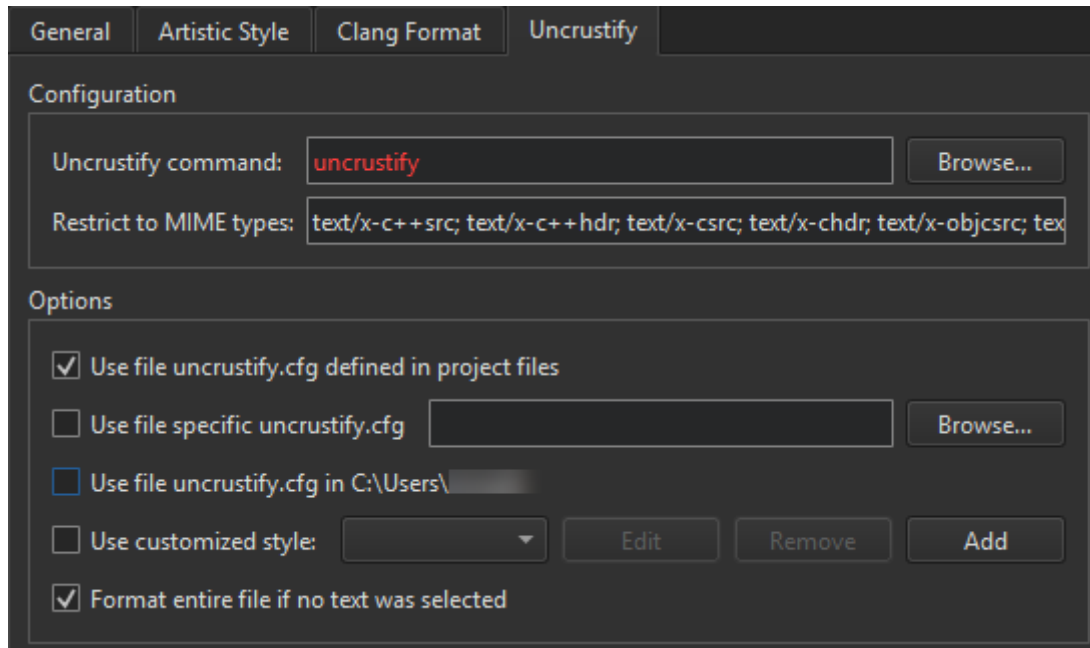 General Artistic Style Clang Format Uncrustify
Configuration
Uncrustify command: uncrustify Browse...
Restrict to MIME types: text/x-c++src; text/x-c++hdr; text/x-csrc; text/x-chdr; text/x-objcsrc; tex
Options
Use file uncrustify.cfg defined in project files
Use file specific uncrustify.cfg Browse...
Use file uncrustify.cfg in C:\Users\
Use customized style: Edit Remove Add
Format entire file if no text was selected